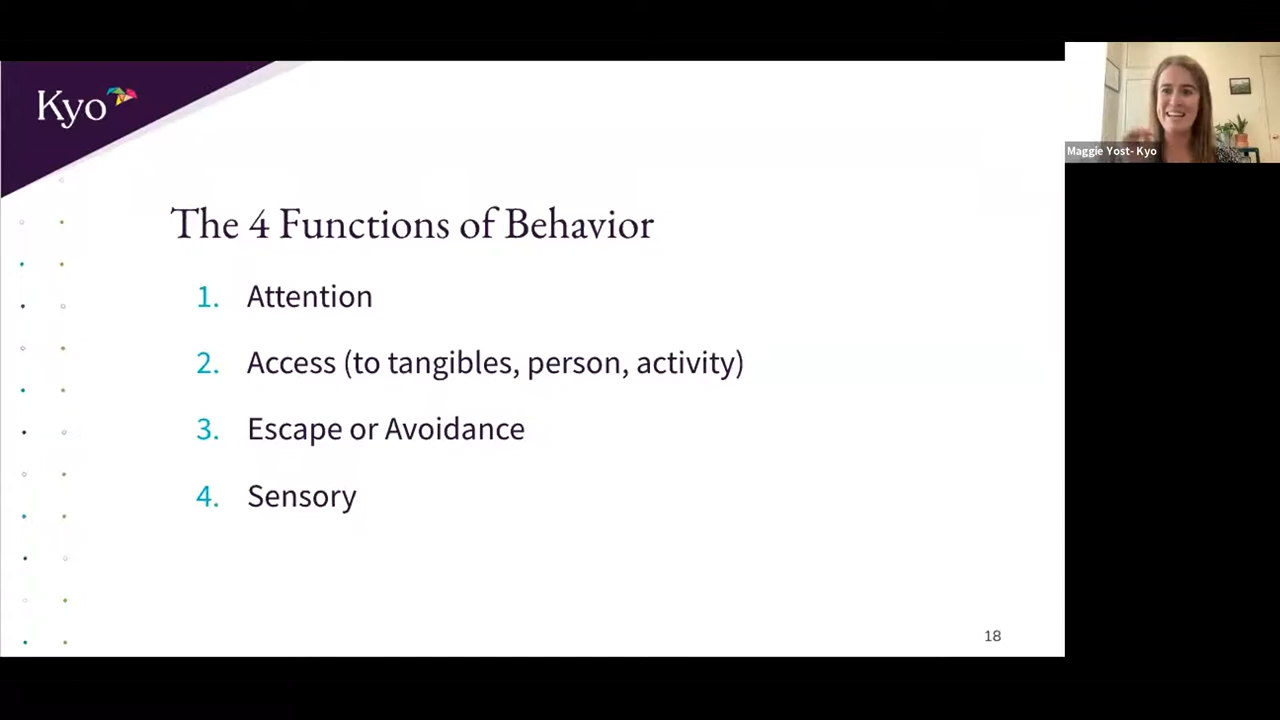 Kyo
Maggie Yost- Kyo
The 4 Functions of Behavior
1. Attention
2. Access (to tangibles, person, activity)
3. Escape or Avoidance
4. Sensory
18